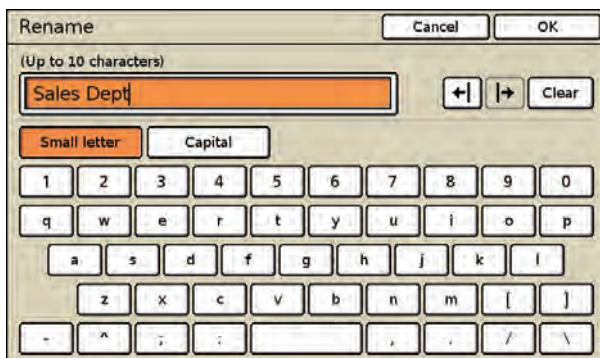 Rename Cancel OK
(Up to 10 characters)
Sales Dept Clear
Small letter Capital
1 2 3 4 5 6 7 8 9 0
q w e r t y u i o p
a s d f g h j k l
z x c v b n m [ ]
- ^ ; : , . / \